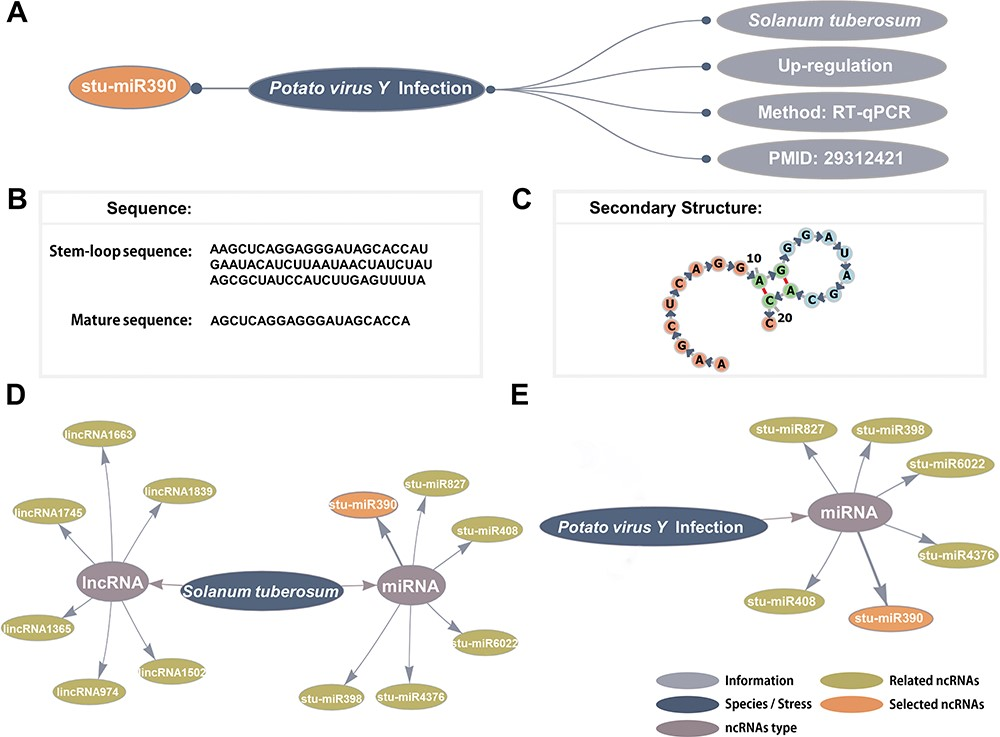 A
stu-miR390
Potato virus Y Infection
Solanum tuberosum
Up-regulation
Method: RT-qPCR
PMID: 29312421
B
Sequence:
Stem-loop sequence:
AAGCUCAGGAGGGAUAGCACCAU
GAAUACAUCUUAAUAACUAUCUAU
AGCGCUAUCCAUCUUGAGUUUUA
Mature sequence:
AGCUCAGGAGGGAUAGCACCA
C
Secondary Structure:
A A G C U C A G G A G G G A U A G C A C C
10
20
D
lincRNA1663
lincRNA1839
lincRNA1745
lncRNA
lincRNA1365
lincRNA974
lincRNA1502
Solanum tuberosum
miRNA
stu-miR390
stu-miR827
stu-miR408
stu-miR6022
stu-miR4376
stu-miR398
E
Potato virus Y Infection
miRNA
stu-miR827
stu-miR398
stu-miR6022
stu-miR4376
stu-miR390
stu-miR408
Information
Species / Stress
ncRNAs type
Related ncRNAs
Selected ncRNAs